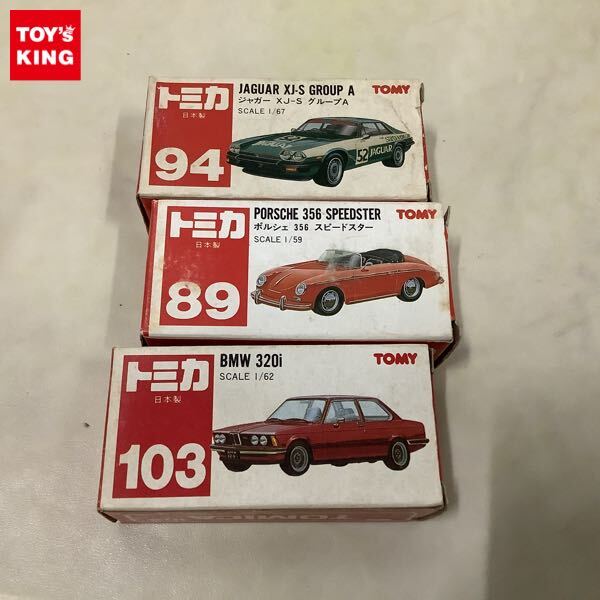 TOY's
KING
トミカ
日本製
94
JAGUAR XJ-S GROUP A
ジャガー XJ-S グループA
SCALE 1/67
TOMY
52
JAGUAR
トミカ
日本製
89
PORSCHE 356 SPEEDSTER
ポルシェ 356 スピードスター
SCALE 1/59
TOMY
トミカ
日本製
103
BMW 320i
SCALE 1/62
TOMY